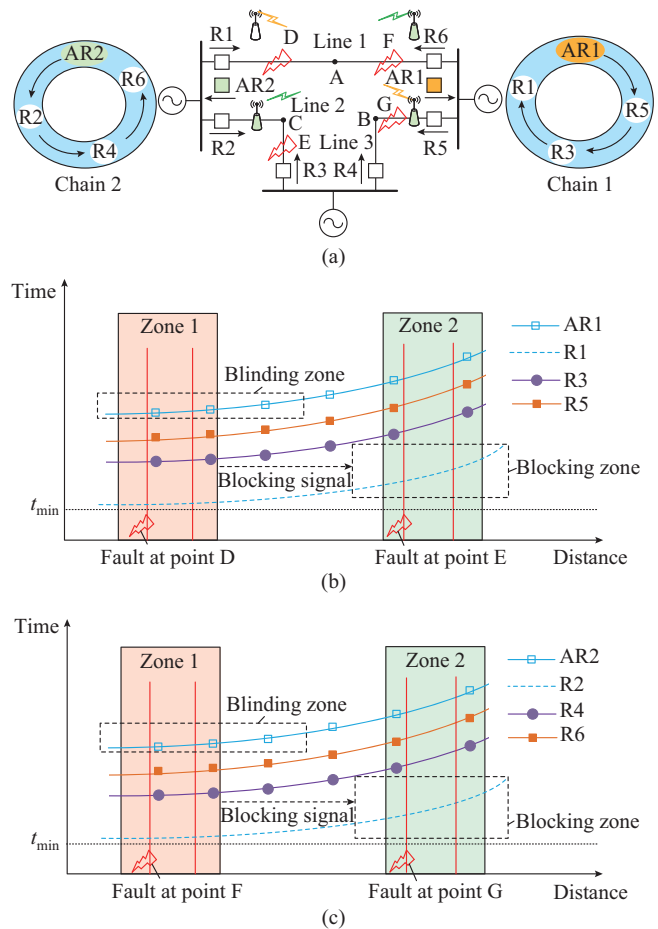 AR2
R2
R4
R6
Chain 2
R1
D
Line 1
F
R6
A
AR2
AR1
Line 2
G
R2
C
B
E
Line 3
R5
R3
R4
AR1
R1
R5
R3
Chain 1
(a)
Time
Zone 1
Zone 2
AR1
R1
R3
R5
Blinding zone
Blocking signal
Blocking zone
tmin
Fault at point D
Fault at point E
Distance
(b)
Time
Zone 1
Zone 2
AR2
R2
R4
R6
Blinding zone
Blocking signal
Blocking zone
tmin
Fault at point F
Fault at point G
Distance
(c)